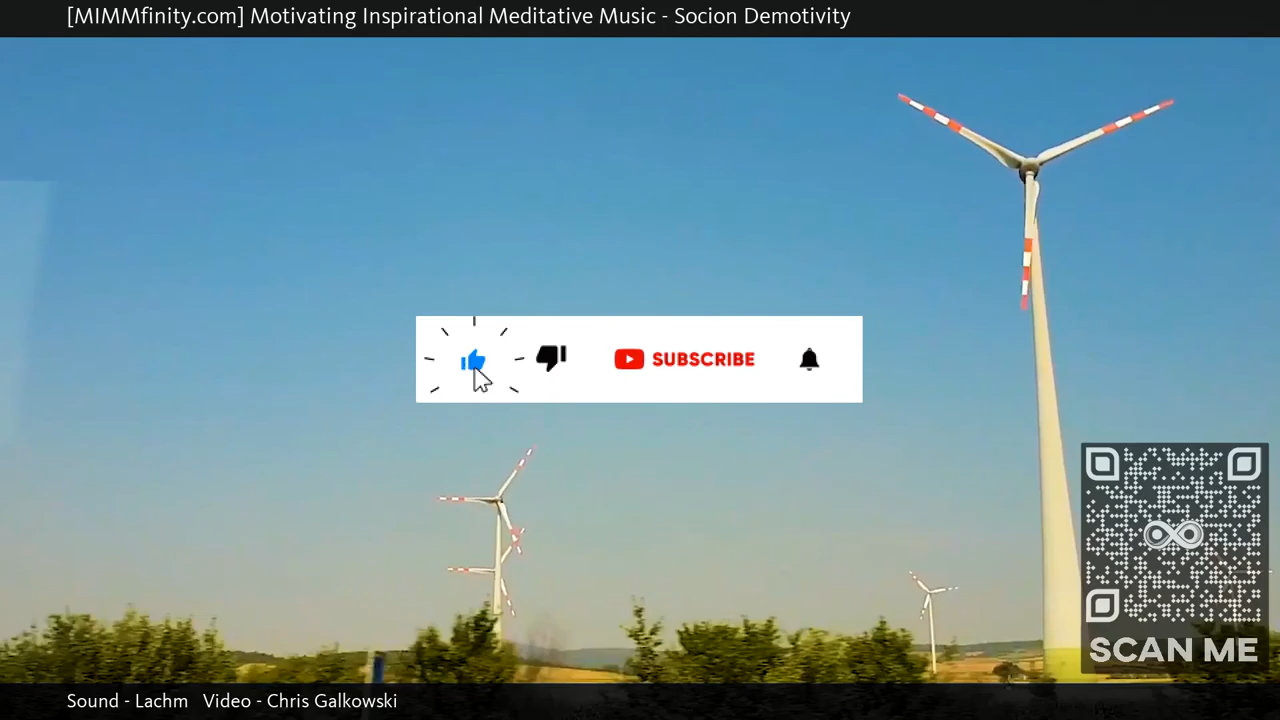 [MIMMfinity.com] Motivating Inspirational Meditative Music - Socion Demotivity
SUBSCRIBE
SCAN ME
Sound - Lachm   Video - Chris Galkowski